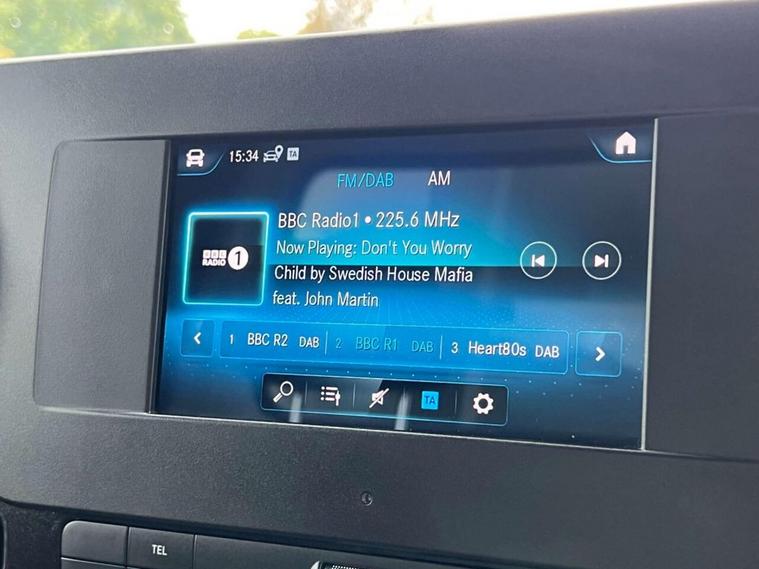 15:34 TA
FM/DAB AM
BBC Radio1 • 225.6 MHz
Now Playing: Don't You Worry
Child by Swedish House Mafia
feat. John Martin
BBC RADIO 1
1 BBC R2 DAB 2 BBC R1 DAB 3 Heart80s DAB
TA
TEL